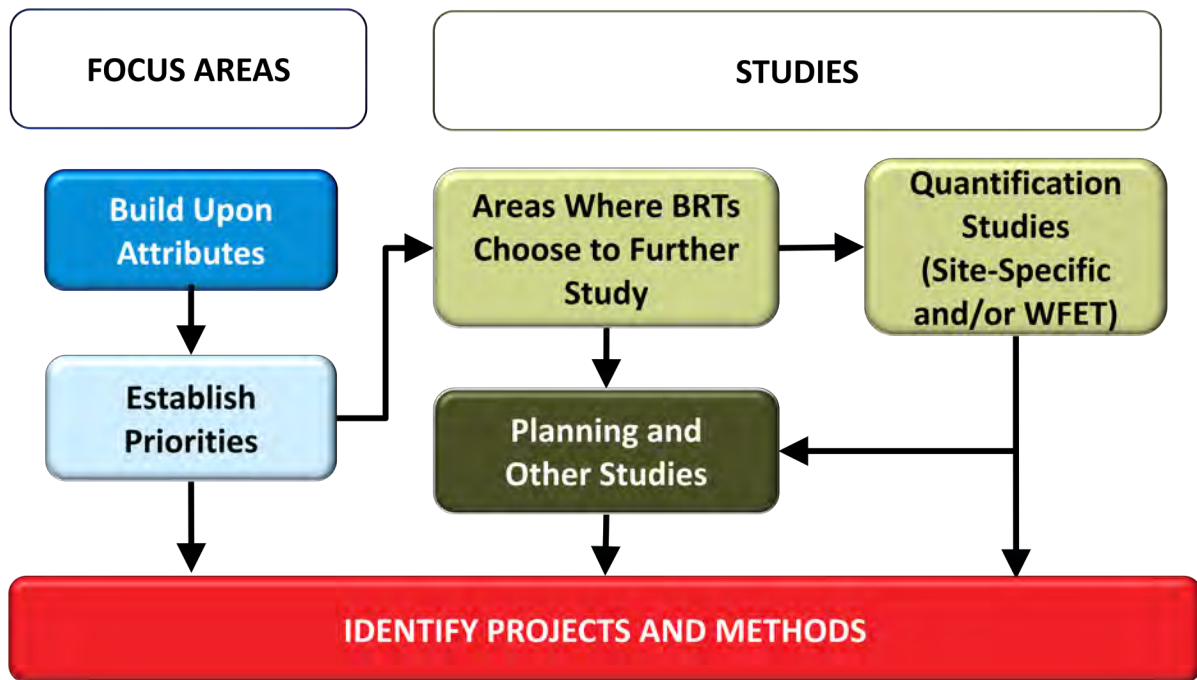 FOCUS AREAS
STUDIES
Build Upon
Attributes
Establish
Priorities
Areas Where BRTs
Choose to Further
Study
Quantification
Studies
(Site-Specific
and/or WFET)
Planning and
Other Studies
IDENTIFY PROJECTS AND METHODS